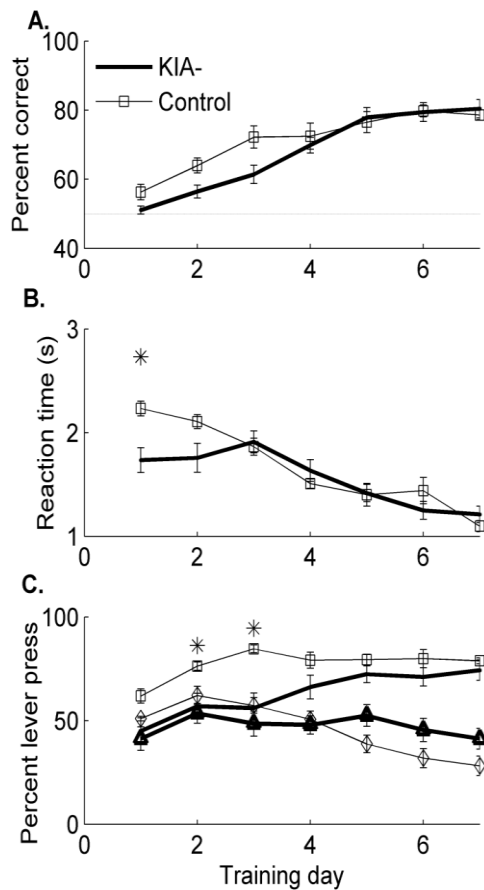 A.
100
80
60
40
Percent correct
KIA-
Control
0 2 4 6
B.
3
2
1
Reaction time (s)
*
0 2 4 6
C.
100
50
0
Percent lever press
* *
0 2 4 6
Training day